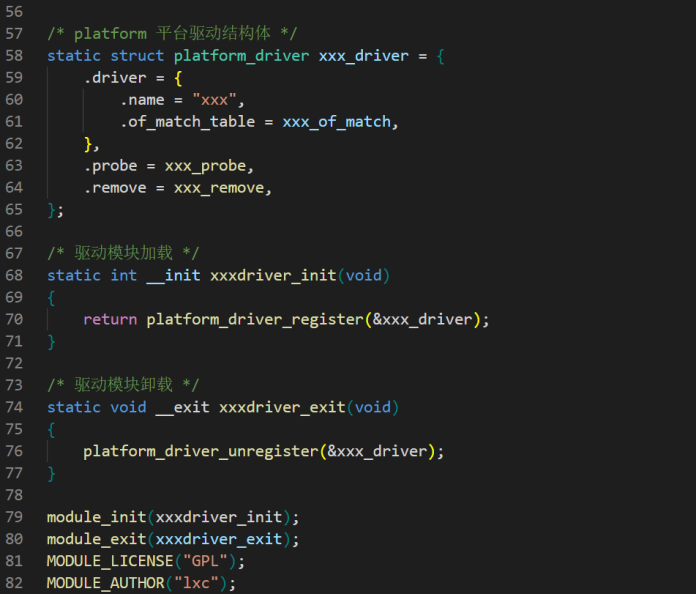 56
57 /* platform 平台驱动结构体 */
58 static struct platform_driver xxx_driver = {
59     .driver = {
60         .name = "xxx",
61         .of_match_table = xxx_of_match,
62     },
63     .probe = xxx_probe,
64     .remove = xxx_remove,
65 };
66
67 /* 驱动模块加载 */
68 static int __init xxxdriver_init(void)
69 {
70     return platform_driver_register(&xxx_driver);
71 }
72
73 /* 驱动模块卸载 */
74 static void __exit xxxdriver_exit(void)
75 {
76     platform_driver_unregister(&xxx_driver);
77 }
78
79 module_init(xxxdriver_init);
80 module_exit(xxxdriver_exit);
81 MODULE_LICENSE("GPL");
82 MODULE_AUTHOR("lxc");